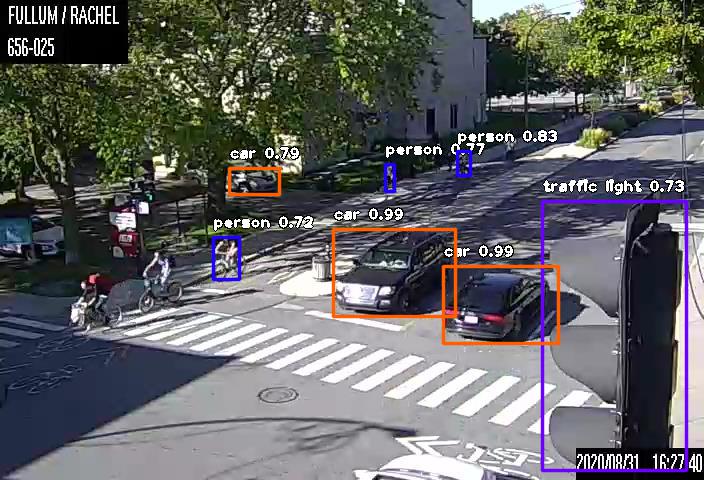 FULLUM / RACHEL
656-025
person 0.83
car 0.79
person 0.77
traffic light 0.73
person 0.72
car 0.99
car 0.99
2020/08/31 16:27:40